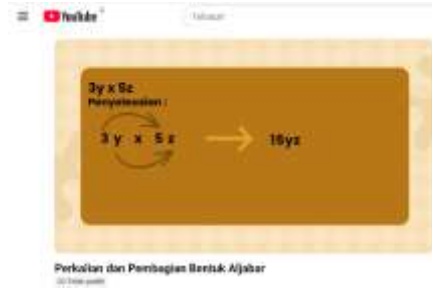 YouTube
3y x 5z
Penyelesaian :
3 y x 5 z
15yz
Perkalian dan Pembagian Bentuk Aljabar